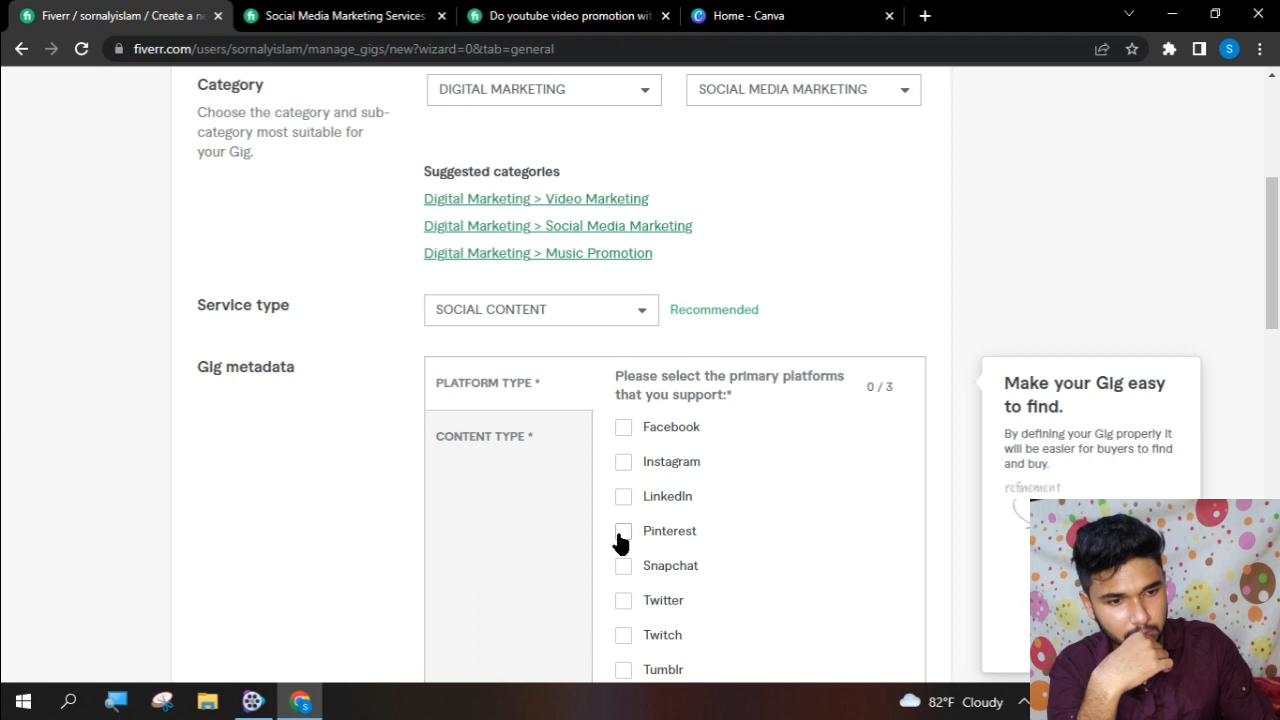 Fiverr / sornalyislam / Create a ne
Social Media Marketing Services
Do youtube video promotion wit
Home - Canva
fiverr.com/users/sornalyislam/manage_gigs/new?wizard=0&tab=general
S
Category
Choose the category and sub-
category most suitable for
your Gig.
DIGITAL MARKETING
SOCIAL MEDIA MARKETING
Suggested categories
Digital Marketing > Video Marketing
Digital Marketing > Social Media Marketing
Digital Marketing > Music Promotion
Service type
SOCIAL CONTENT
Recommended
Gig metadata
PLATFORM TYPE *
CONTENT TYPE *
Please select the primary platforms
that you support:*
0 / 3
Facebook
Instagram
LinkedIn
Pinterest
Snapchat
Twitter
Twitch
Tumblr
Make your Gig easy
to find.
By defining your Gig properly it
will be easier for buyers to find
and buy.
refinement
82°F Cloudy